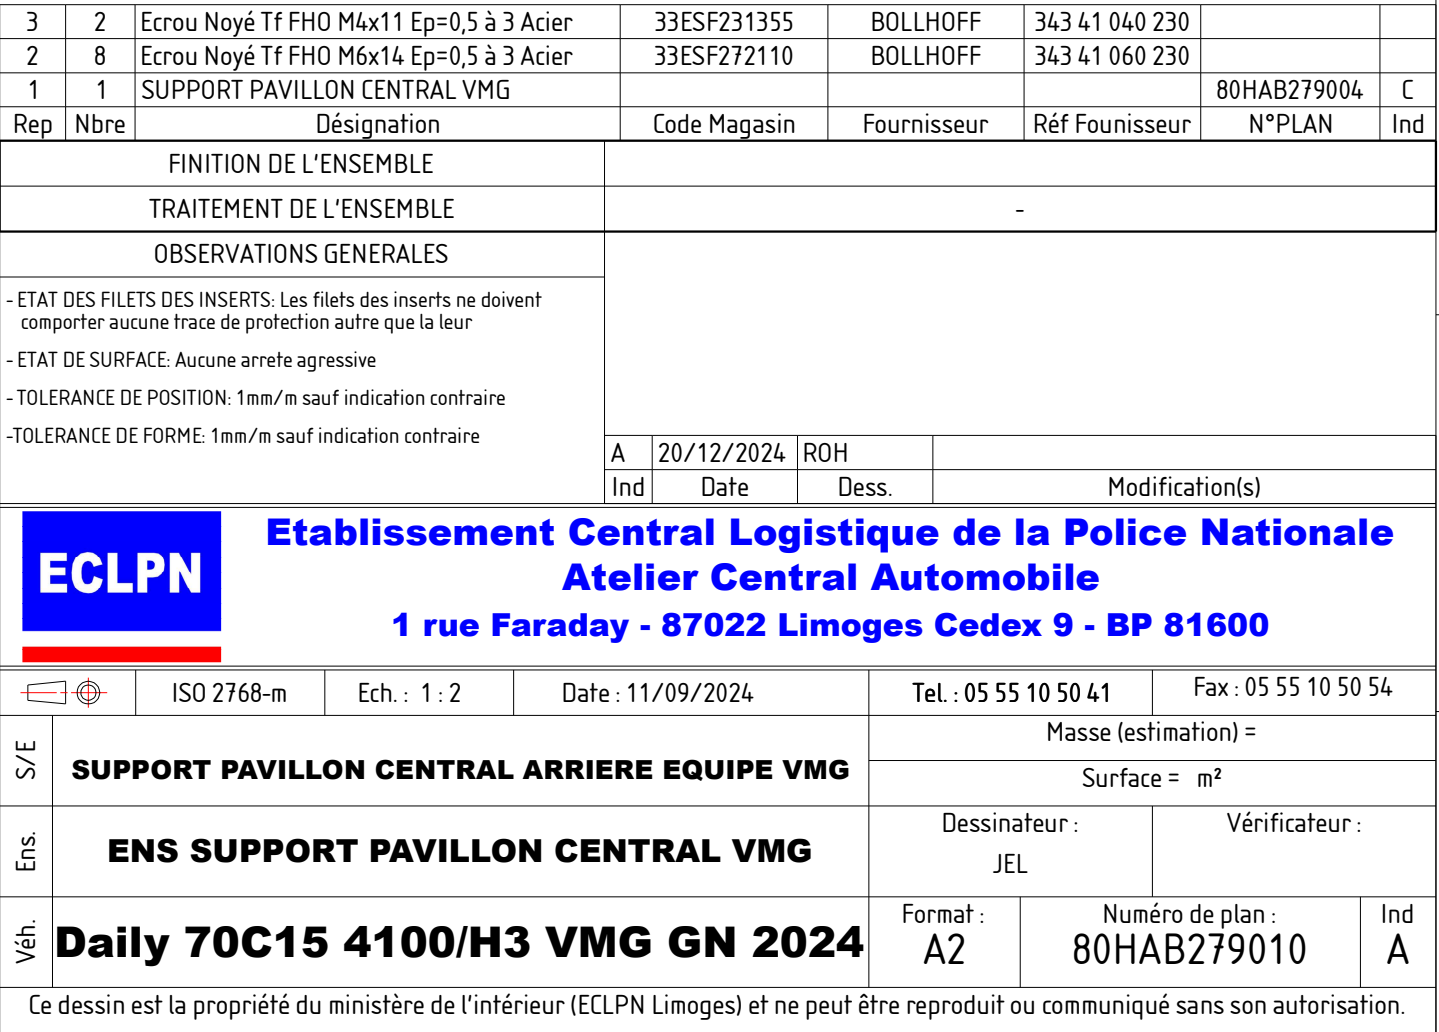 3 2 Ecrou Noyé Tf FHO M4x11 Ep=0,5 à 3 Acier 33ESF231355 BOLLHOFF 343 41 040 230
2 8 Ecrou Noyé Tf FHO M6x14 Ep=0,5 à 3 Acier 33ESF272110 BOLLHOFF 343 41 060 230
1 1 SUPPORT PAVILLON CENTRAL VMG 80HAB279004 C
Rep Nbre Désignation Code Magasin Fournisseur Réf Founisseur N°PLAN Ind
FINITION DE L'ENSEMBLE
TRAITEMENT DE L'ENSEMBLE -
OBSERVATIONS GENERALES
- ETAT DES FILETS DES INSERTS: Les filets des inserts ne doivent
comporter aucune trace de protection autre que la leur
- ETAT DE SURFACE: Aucune arrete agressive
- TOLERANCE DE POSITION: 1mm/m sauf indication contraire
-TOLERANCE DE FORME: 1mm/m sauf indication contraire
A 20/12/2024 ROH
Ind Date Dess. Modification(s)
ECLPN
Etablissement Central Logistique de la Police Nationale
Atelier Central Automobile
1 rue Faraday - 87022 Limoges Cedex 9 - BP 81600
ISO 2768-m Ech. : 1 : 2 Date : 11/09/2024 Tel. : 05 55 10 50 41 Fax : 05 55 10 50 54
S/E SUPPORT PAVILLON CENTRAL ARRIERE EQUIPE VMG
Masse (estimation) =
Surface = m²
Ens. ENS SUPPORT PAVILLON CENTRAL VMG
Dessinateur :
JEL
Vérificateur :
Véh. Daily 70C15 4100/H3 VMG GN 2024
Format :
A2
Numéro de plan :
80HAB279010
Ind
A
Ce dessin est la propriété du ministère de l'intérieur (ECLPN Limoges) et ne peut être reproduit ou communiqué sans son autorisation.